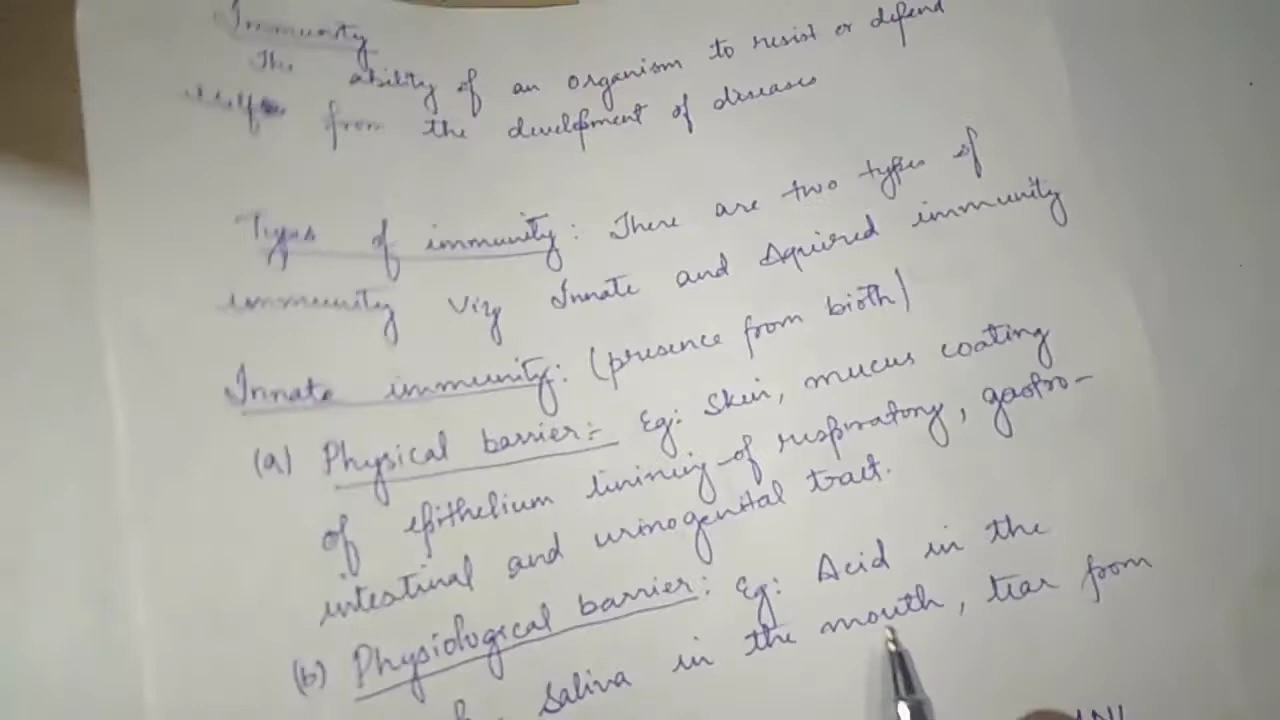 Immunity
The ability of an organism to resist or defend
itself from the development of diseases
Types of immunity: There are two types of
immunity viz Innate and Aquired immunity
Innate immunity: (presence from birth)
(a) Physical barrier:- Eg: Skin, mucus coating
of epithelium linining of respiratory, gastro-
intestinal and urinogenital tract.
(b) Physiological barrier: Eg: Acid in the
saliva in the mouth, tear from